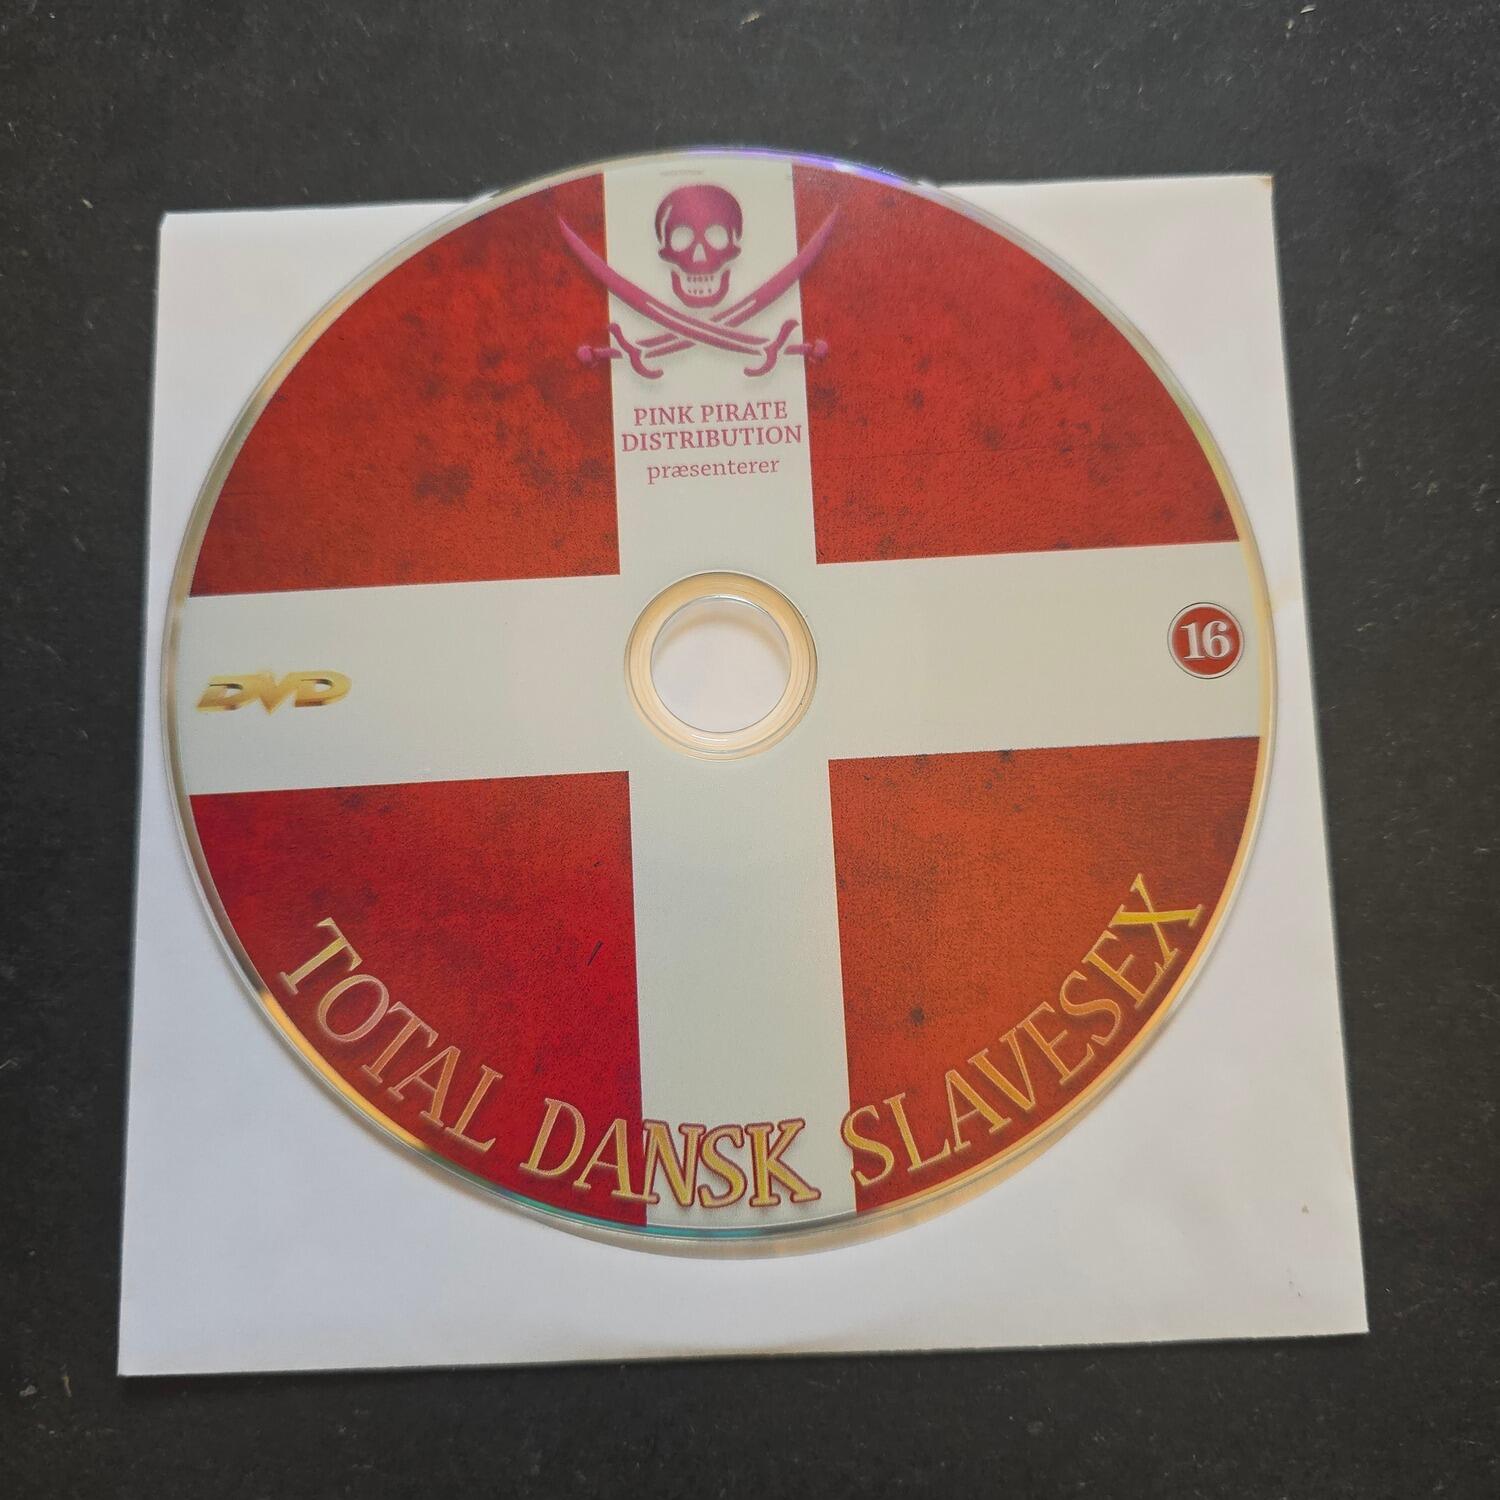 PINK PIRATE
DISTRIBUTION
præsenterer
DVD
16
TOTAL DANSK SLAVESEX